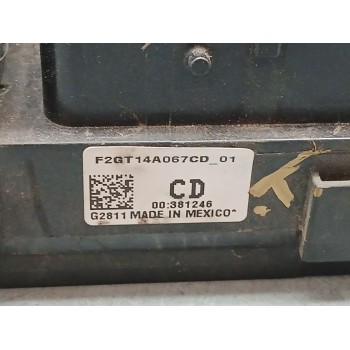 F2GT14A067CD_01
CD
00:381246
G2811 MADE IN MEXICO*